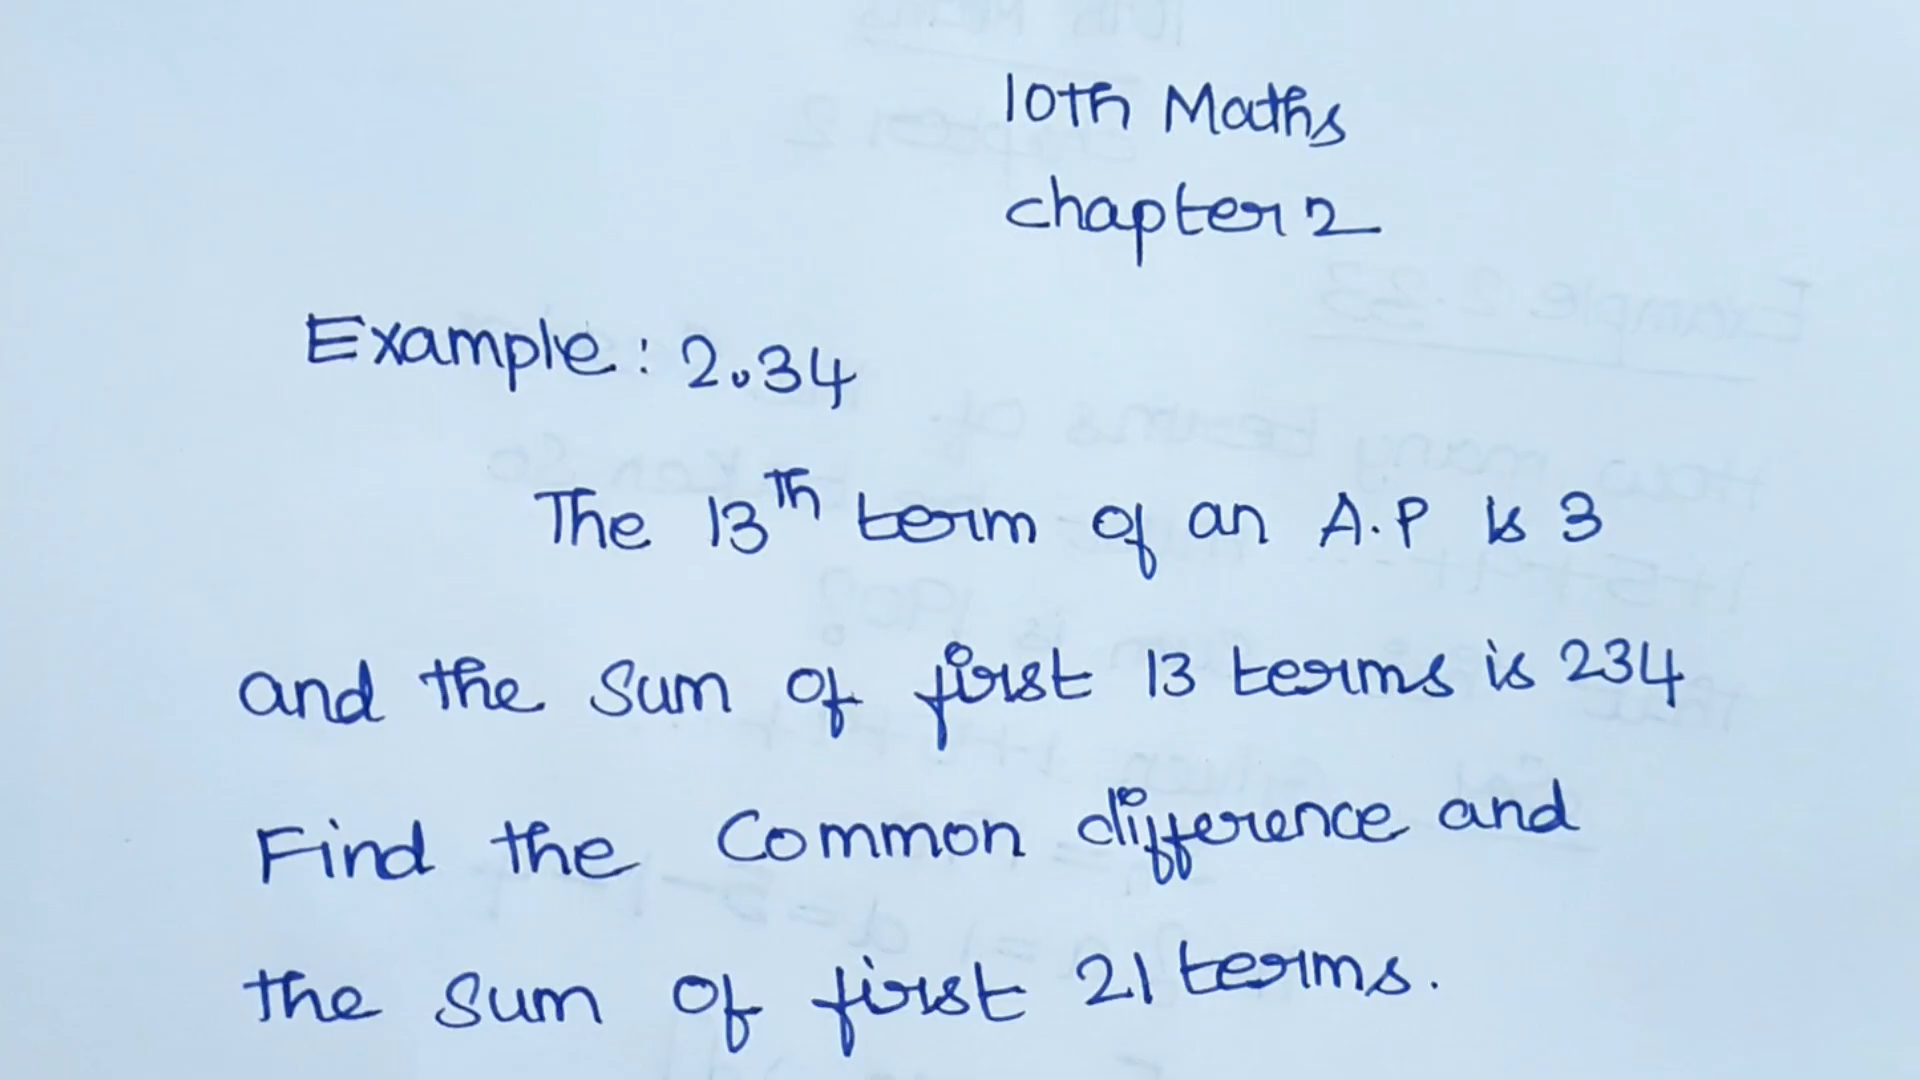 10th Maths
chapter 2
Example: 2.34
The 13th term of an A.P is 3
and the sum of first 13 terms is 234
Find the Common difference and
the sum of first 21 terms.